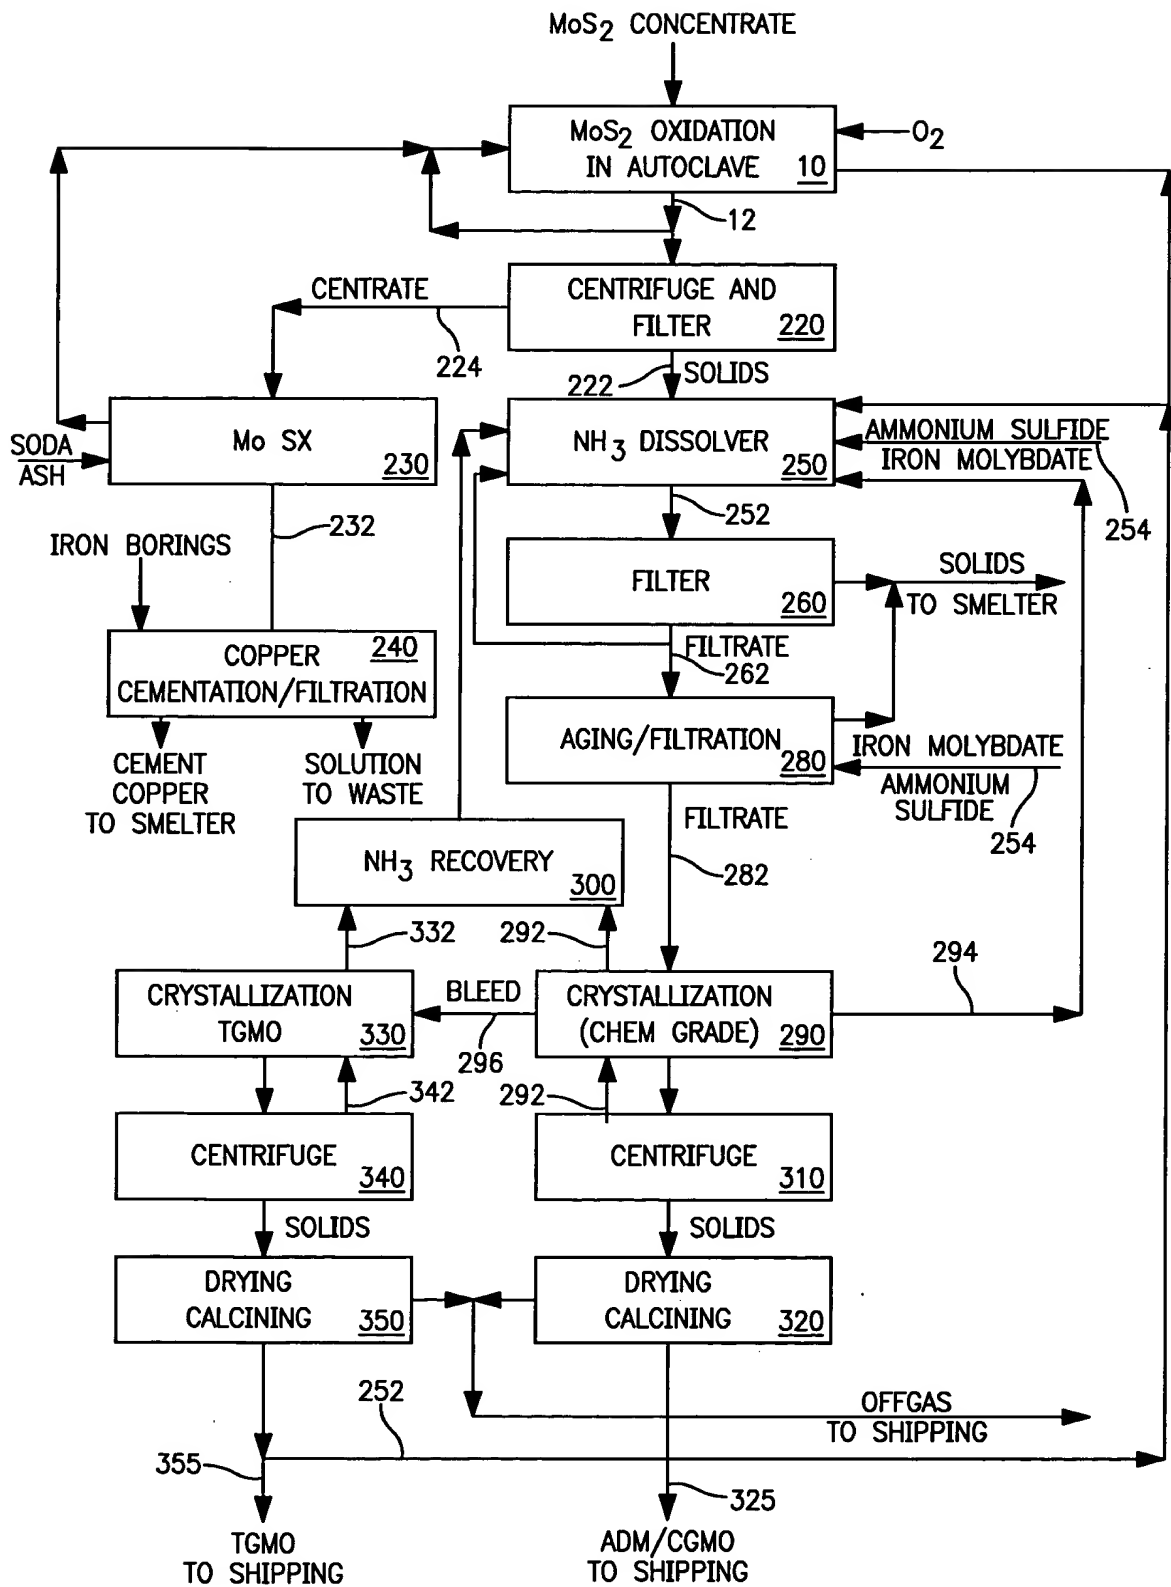 MoS2 CONCENTRATE
MoS2 OXIDATION
IN AUTOCLAVE 10
O2
12
CENTRIFUGE AND
FILTER 220
CENTRATE
224
222
SOLIDS
Mo SX
230
SODA
ASH
NH3 DISSOLVER
250
AMMONIUM SULFIDE
IRON MOLYBDATE
254
252
232
IRON BORINGS
FILTER
260
SOLIDS
TO SMELTER
240
COPPER
CEMENTATION/FILTRATION
FILTRATE
262
AGING/FILTRATION
280
IRON MOLYBDATE
AMMONIUM
SULFIDE
254
CEMENT
COPPER
TO SMELTER
SOLUTION
TO WASTE
FILTRATE
282
NH3 RECOVERY
300
332
292
294
CRYSTALLIZATION
TGMO 330
BLEED
296
CRYSTALLIZATION
(CHEM GRADE) 290
342
292
CENTRIFUGE
340
CENTRIFUGE
310
SOLIDS
SOLIDS
DRYING
CALCINING 350
DRYING
CALCINING 320
252
OFFGAS
TO SHIPPING
355
325
TGMO
TO SHIPPING
ADM/CGMO
TO SHIPPING